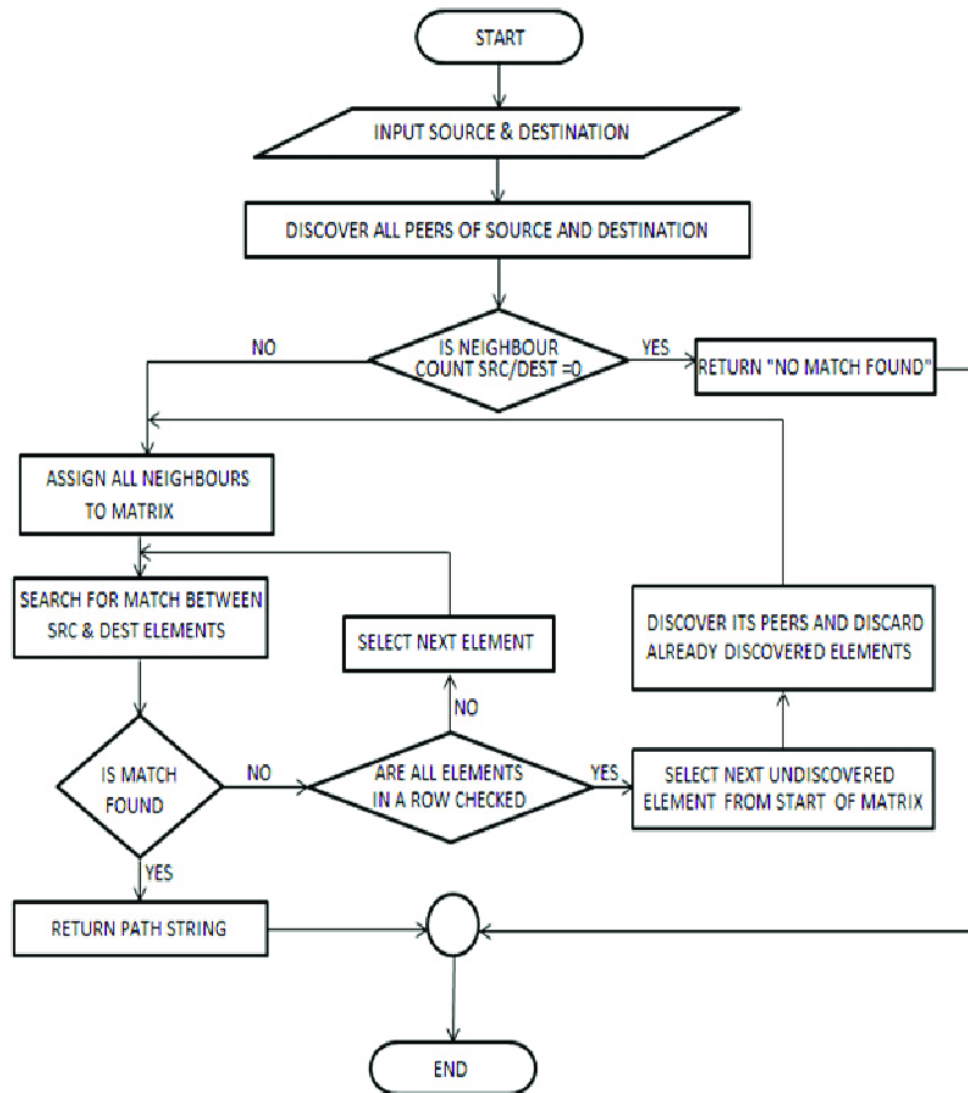 START
INPUT SOURCE & DESTINATION
DISCOVER ALL PEERS OF SOURCE AND DESTINATION
IS NEIGHBOUR
COUNT SRC/DEST =0
NO
YES
RETURN "NO MATCH FOUND"
ASSIGN ALL NEIGHBOURS
TO MATRIX
SEARCH FOR MATCH BETWEEN
SRC & DEST ELEMENTS
SELECT NEXT ELEMENT
DISCOVER ITS PEERS AND DISCARD
ALREADY DISCOVERED ELEMENTS
NO
IS MATCH
FOUND
NO
ARE ALL ELEMENTS
IN A ROW CHECKED
YES
SELECT NEXT UNDISCOVERED
ELEMENT FROM START OF MATRIX
YES
RETURN PATH STRING
END